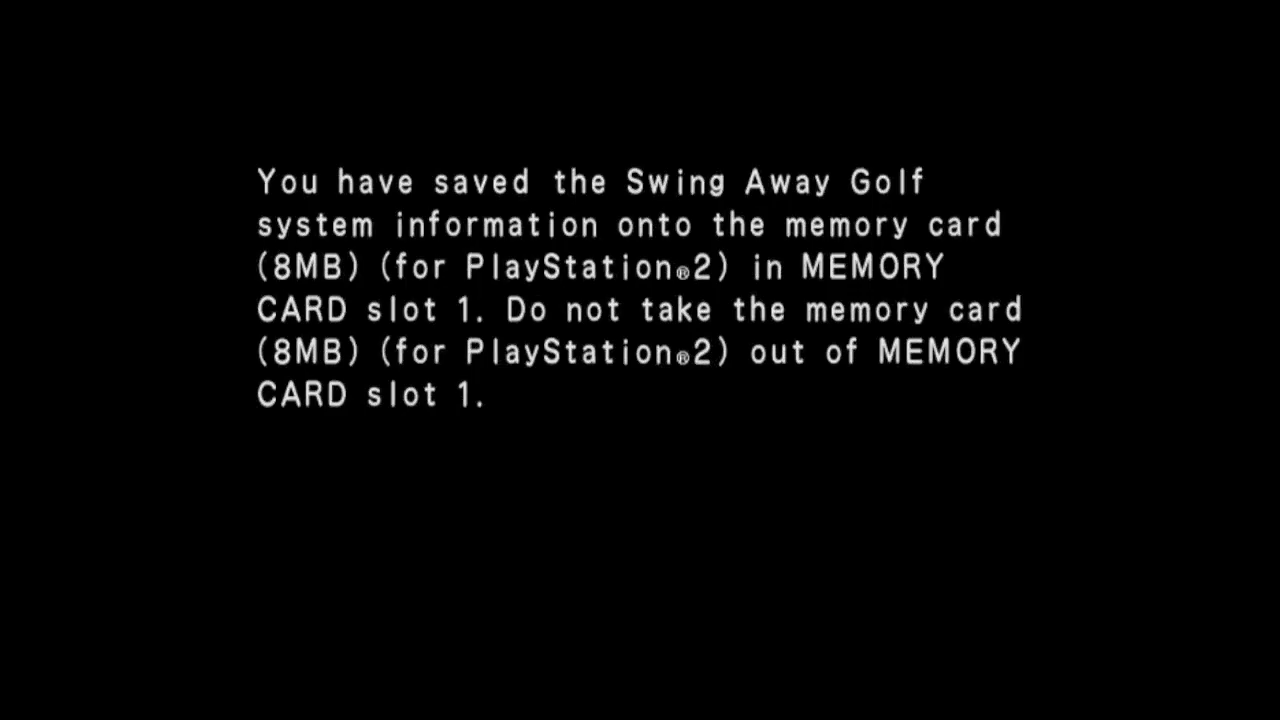 You have saved the Swing Away Golf
system information onto the memory card
(8MB) (for PlayStation®2) in MEMORY
CARD slot 1. Do not take the memory card
(8MB) (for PlayStation®2) out of MEMORY
CARD slot 1.